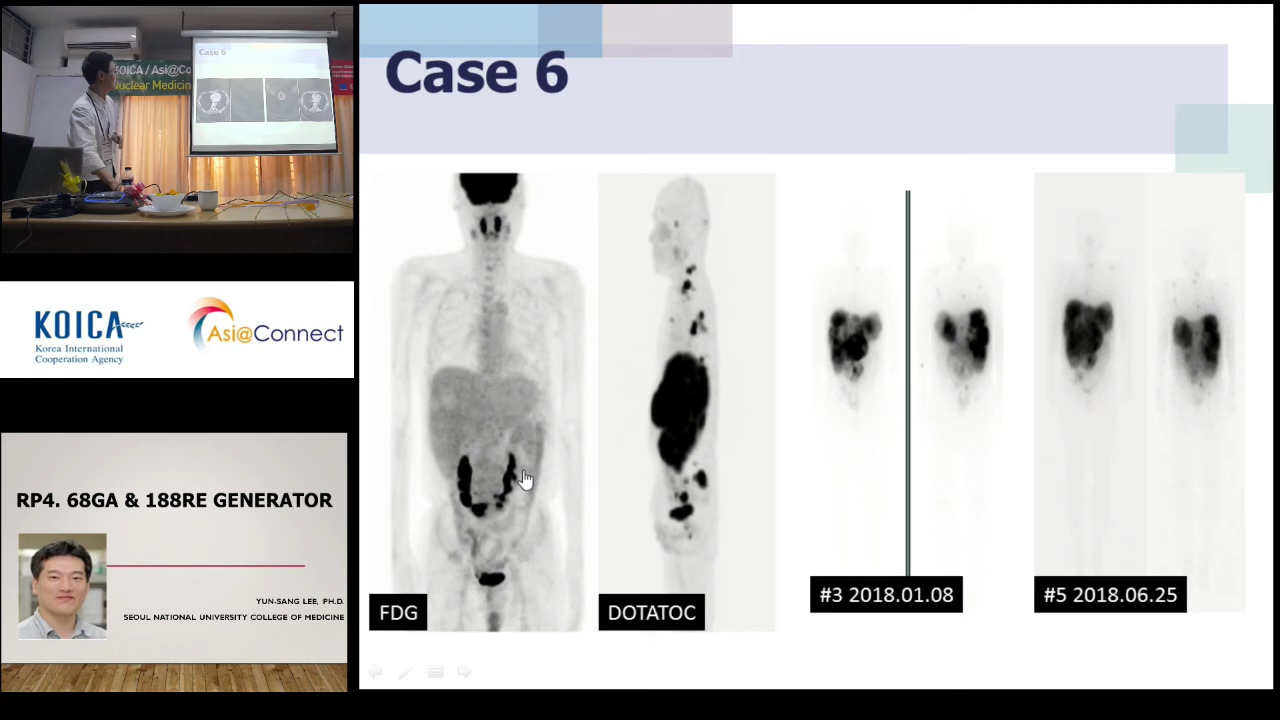 Case 6
KOICA / Asi@Co
Nuclear Medicin
Case 6
KOICA
Korea International
Cooperation Agency
Asi@Connect
RP4. 68GA & 188RE GENERATOR
YUN-SANG LEE, PH.D.
SEOUL NATIONAL UNIVERSITY COLLEGE OF MEDICINE
FDG
DOTATOC
#3 2018.01.08
#5 2018.06.25